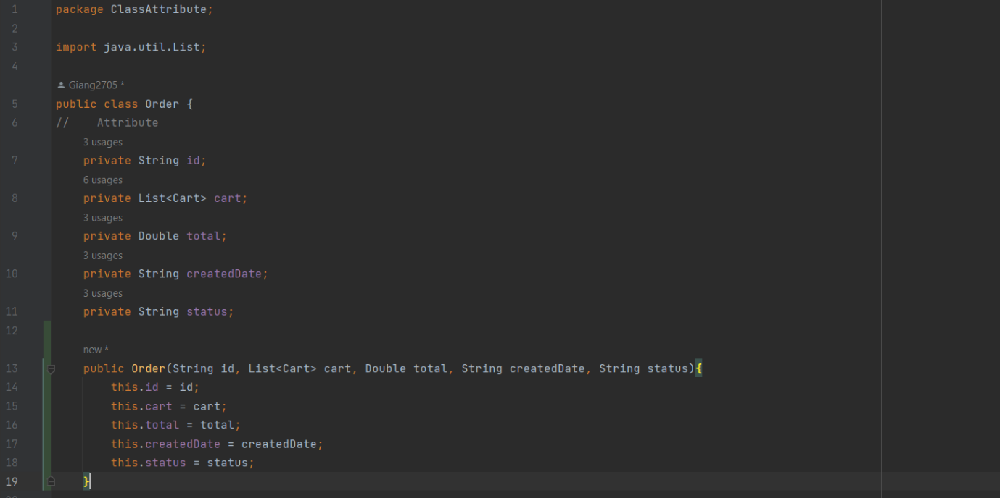 1 package ClassAttribute;
2
3 import java.util.List;
4
Giang2705 *
5 public class Order {
6 //    Attribute
3 usages
7 private String id;
6 usages
8 private List<Cart> cart;
3 usages
9 private Double total;
3 usages
10 private String createdDate;
3 usages
11 private String status;
12
new *
13 public Order(String id, List<Cart> cart, Double total, String createdDate, String status){
14 this.id = id;
15 this.cart = cart;
16 this.total = total;
17 this.createdDate = createdDate;
18 this.status = status;
19 }